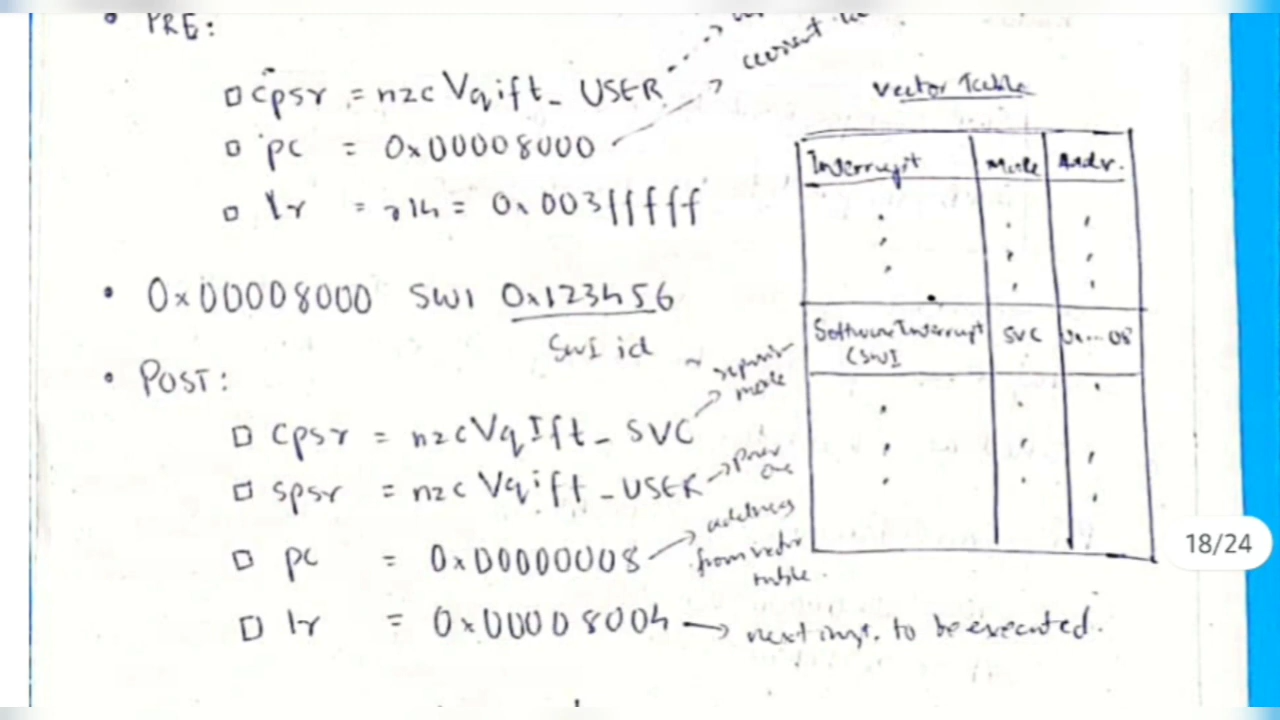 • PRE:
cpsr = nzcVqift_USER
current
pc = 0x00008000
lr = r14 = 0x003fffff
• 0x00008000 SWI 0x123456
SWI id
• POST:
cpsr = nzcVqIft_SVC
mode
spsr = nzcVqift_USER
pc = 0x00000008 → address
from vector
table.
lr = 0x00008004 → next inst. to be executed.
Vector Table
Interrupt Mode Addr.
Software Interrupt SVC 0x...08
(SWI
18/24